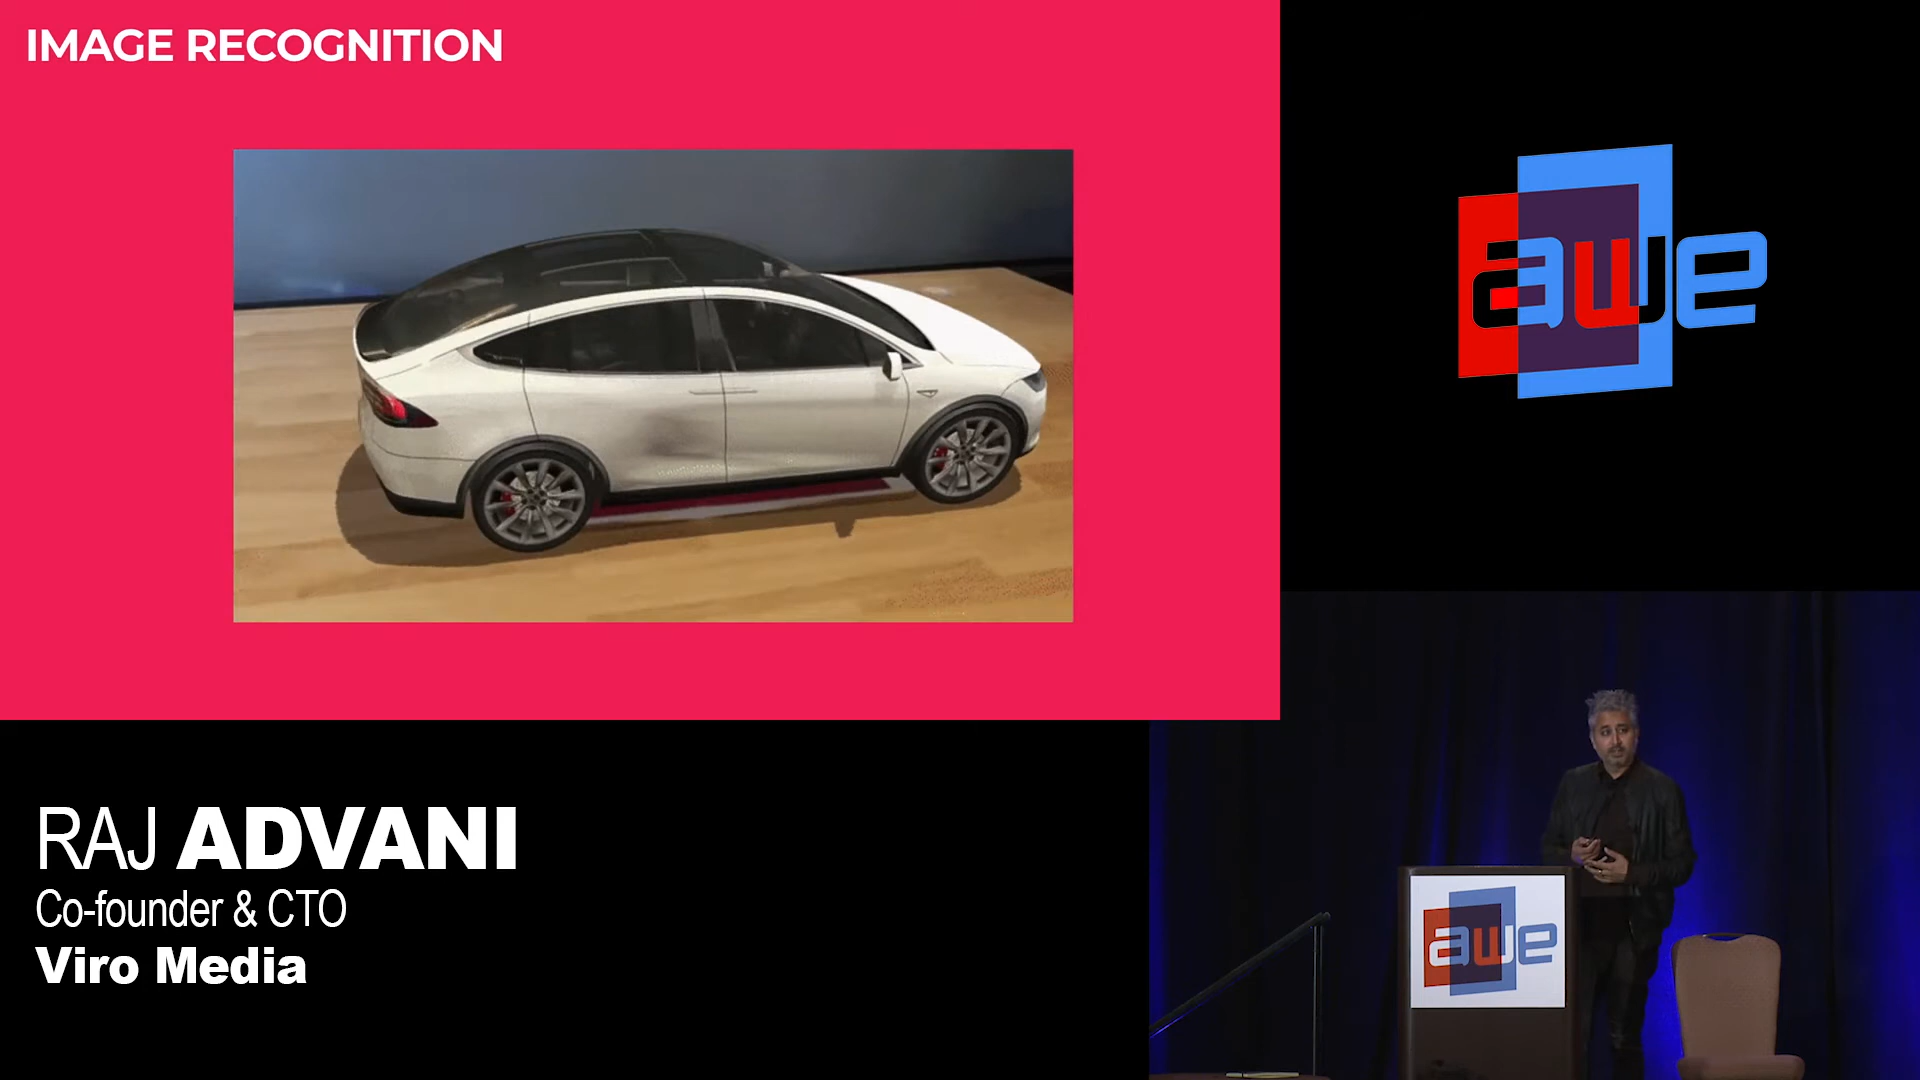 IMAGE RECOGNITION
awe
RAJ ADVANI
Co-founder & CTO
Viro Media
awe